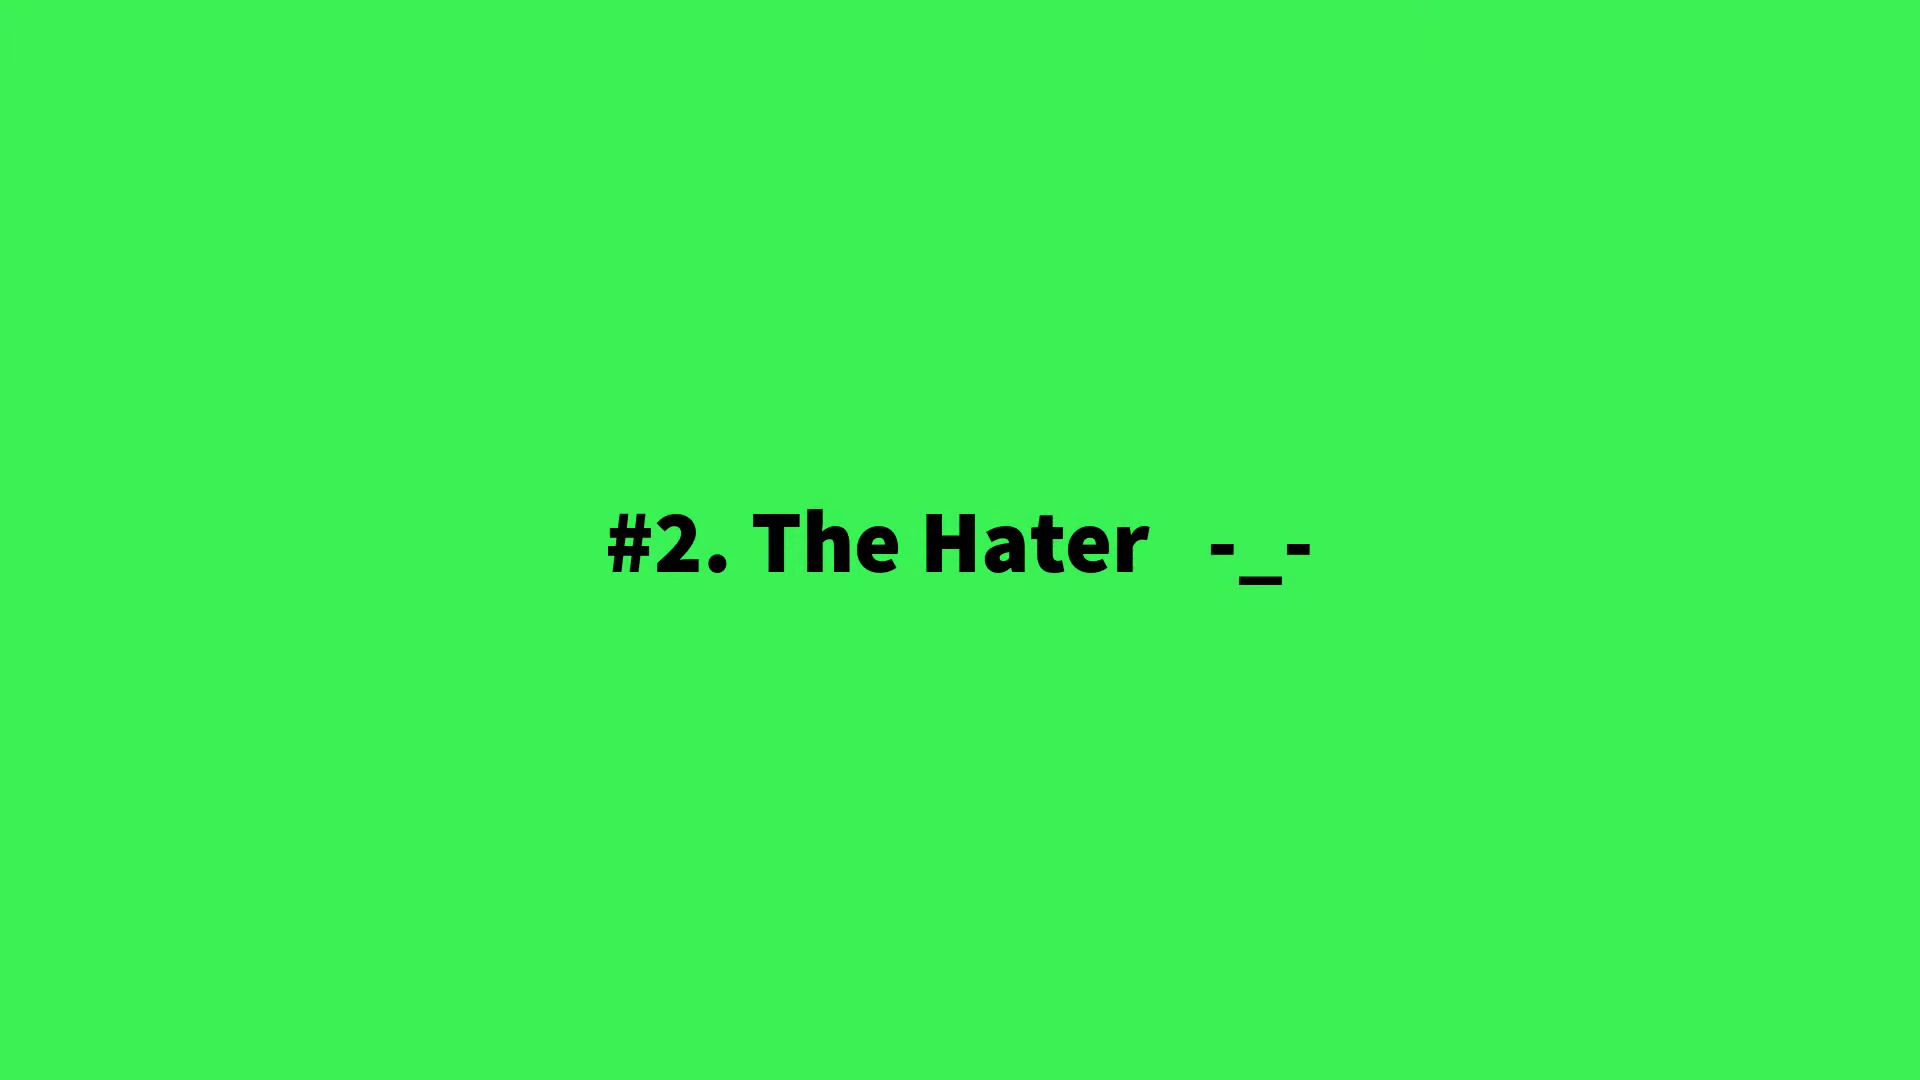 #2. The Hater  -_-